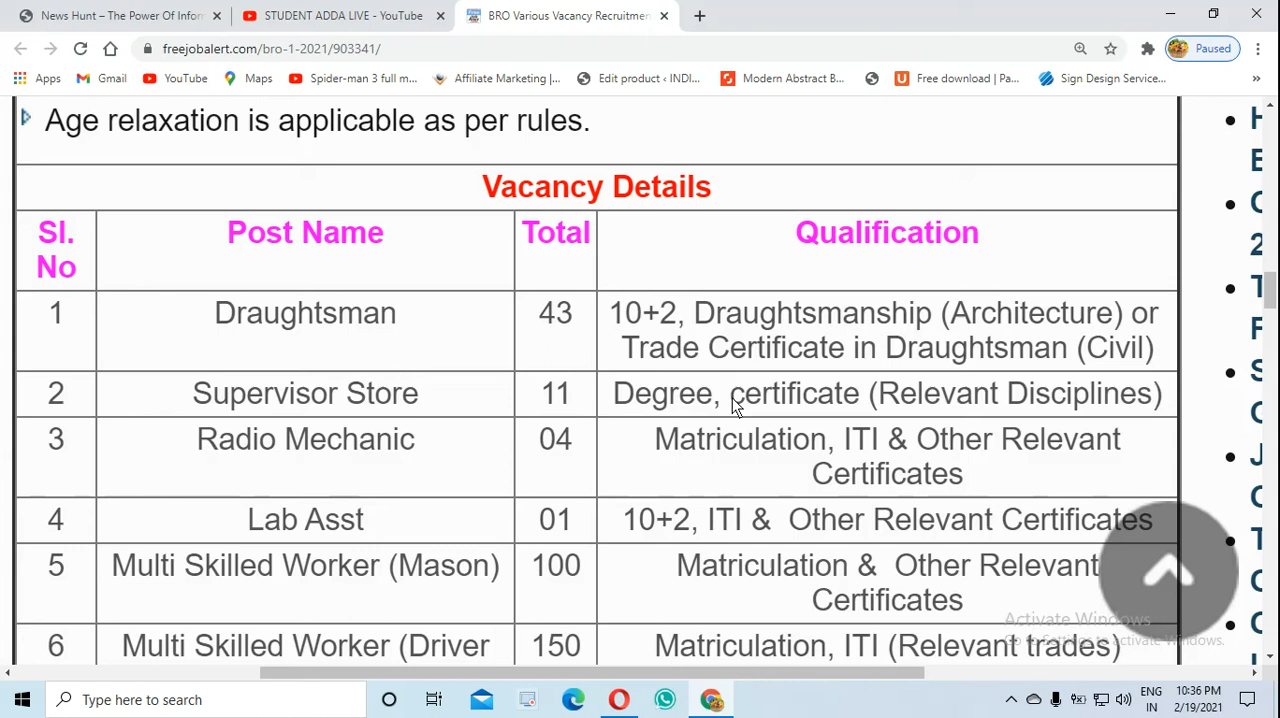 News Hunt – The Power Of Infor
STUDENT ADDA LIVE - YouTube
BRO Various Vacancy Recruitmen
freejobalert.com/bro-1-2021/903341/
Paused
Apps
Gmail
YouTube
Maps
Spider-man 3 full m...
Affiliate Marketing |...
Edit product ‹ INDI...
Modern Abstract B...
Free download | Pa...
Sign Design Service...
Age relaxation is applicable as per rules.
Vacancy Details
Sl. No Post Name Total Qualification
1 Draughtsman 43 10+2, Draughtsmanship (Architecture) or
Trade Certificate in Draughtsman (Civil)
2 Supervisor Store 11 Degree, certificate (Relevant Disciplines)
3 Radio Mechanic 04 Matriculation, ITI & Other Relevant
Certificates
4 Lab Asst 01 10+2, ITI & Other Relevant Certificates
5 Multi Skilled Worker (Mason) 100 Matriculation & Other Relevant
Certificates
6 Multi Skilled Worker (Driver 150 Matriculation, ITI (Relevant trades)
Activate Windows
Go to Settings to activate Windows.
Type here to search
ENG
IN
10:36 PM
2/19/2021